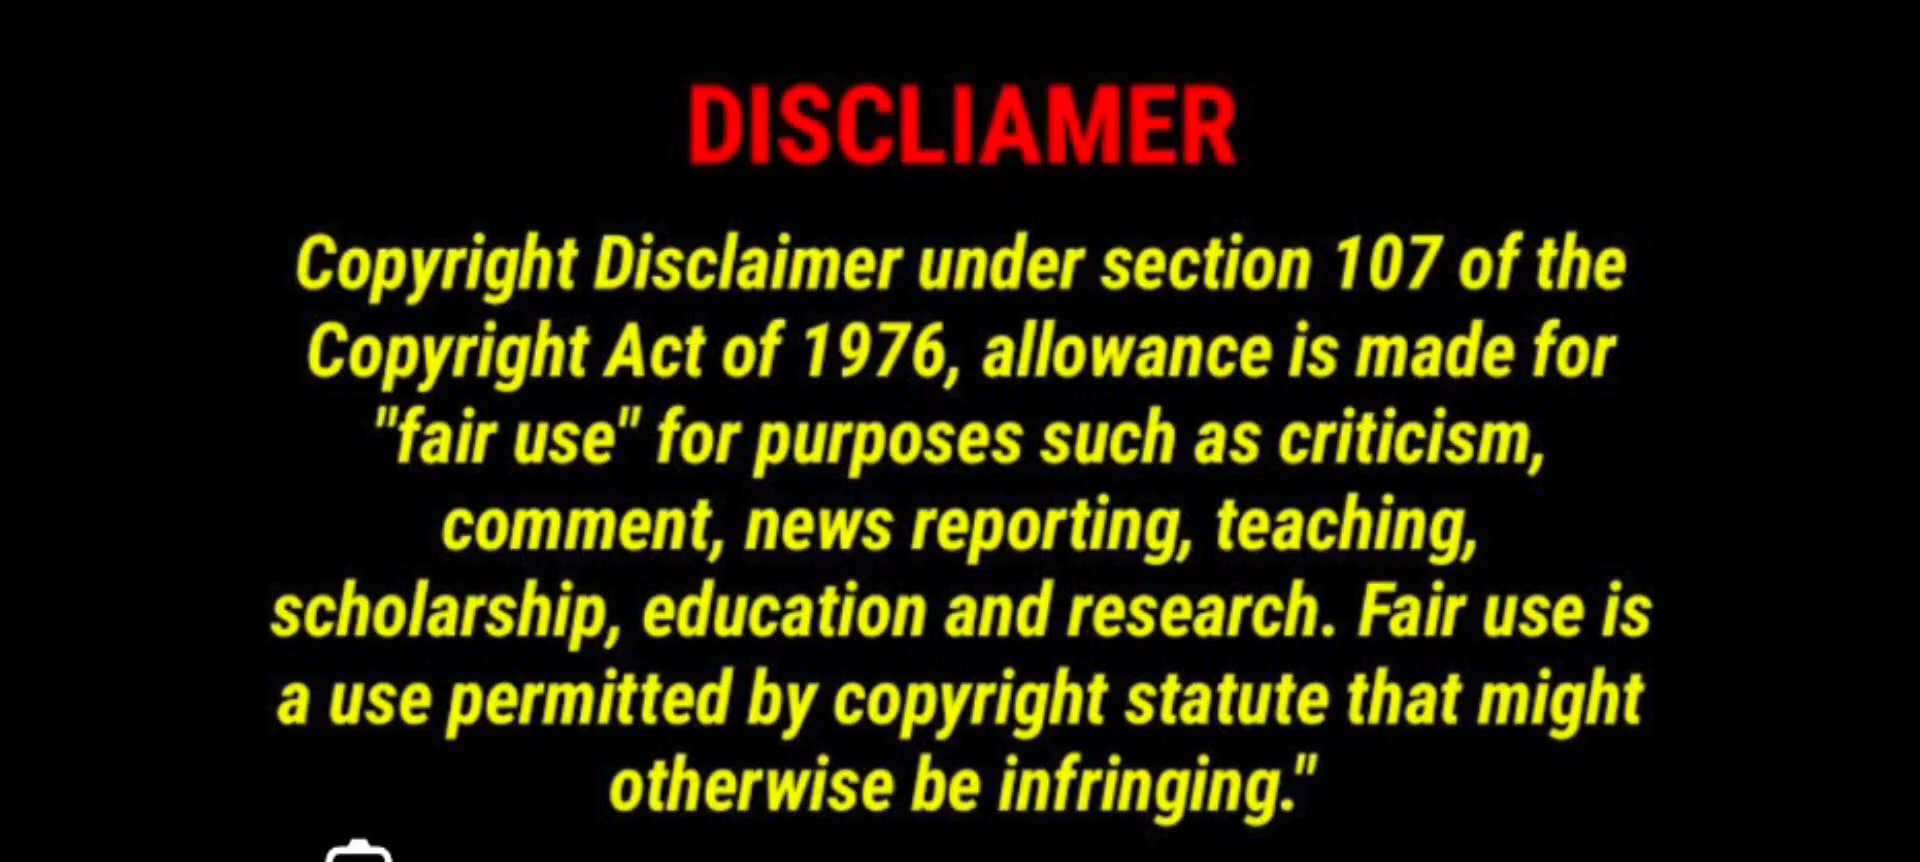 DISCLIAMER
Copyright Disclaimer under section 107 of the
Copyright Act of 1976, allowance is made for
"fair use" for purposes such as criticism,
comment, news reporting, teaching,
scholarship, education and research. Fair use is
a use permitted by copyright statute that might
otherwise be infringing."